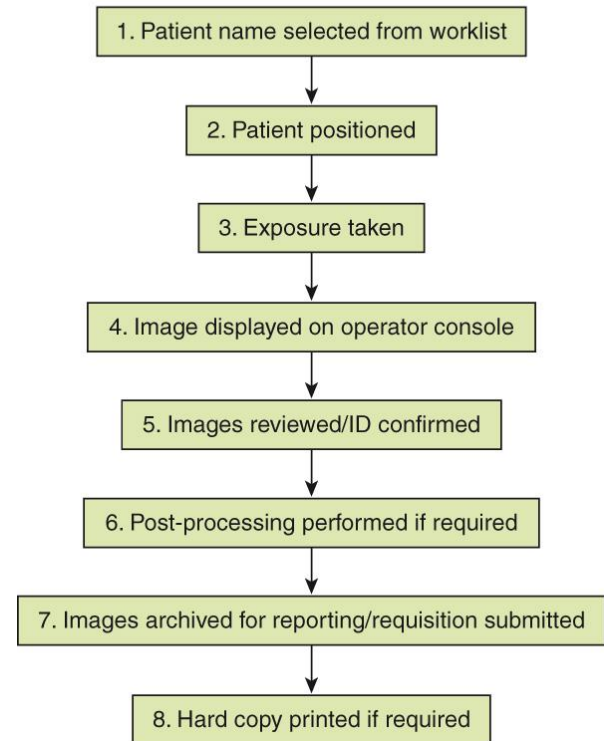 1. Patient name selected from worklist
2. Patient positioned
3. Exposure taken
4. Image displayed on operator console
5. Images reviewed/ID confirmed
6. Post-processing performed if required
7. Images archived for reporting/requisition submitted
8. Hard copy printed if required